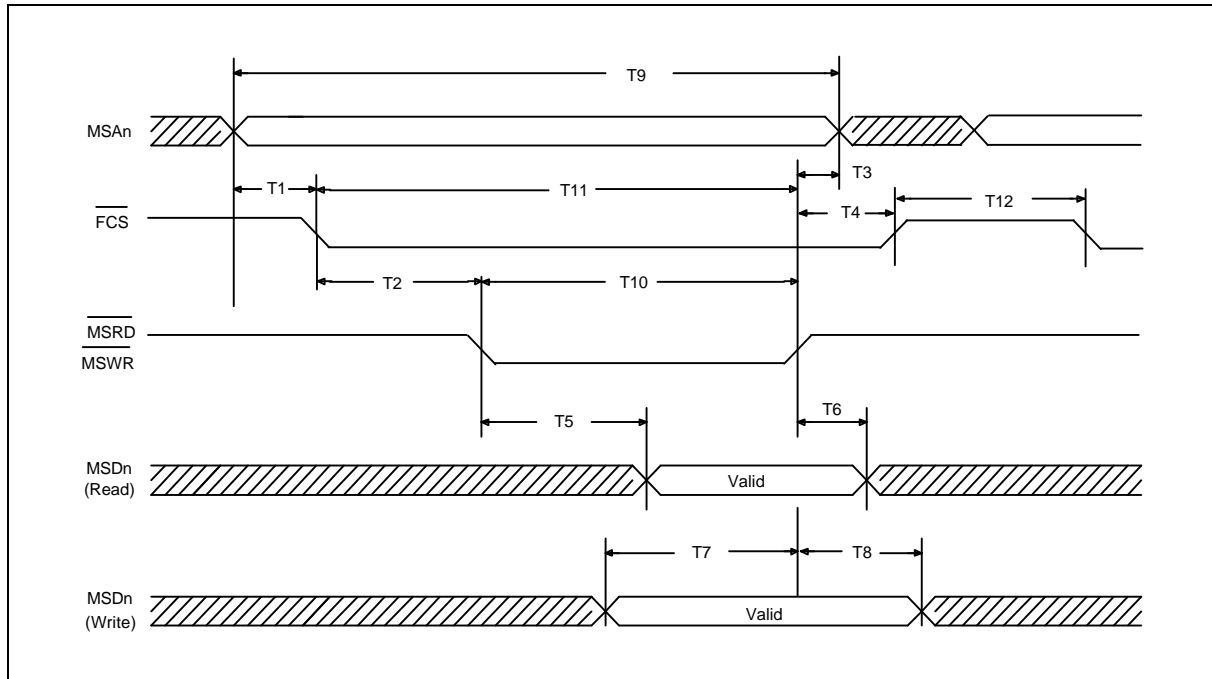 T9
MSAn
T3
T1
T11
T4
T12
FCS
T2
T10
MSRD
MSWR
T5
T6
MSDn
(Read)
Valid
T7
T8
MSDn
(Write)
Valid